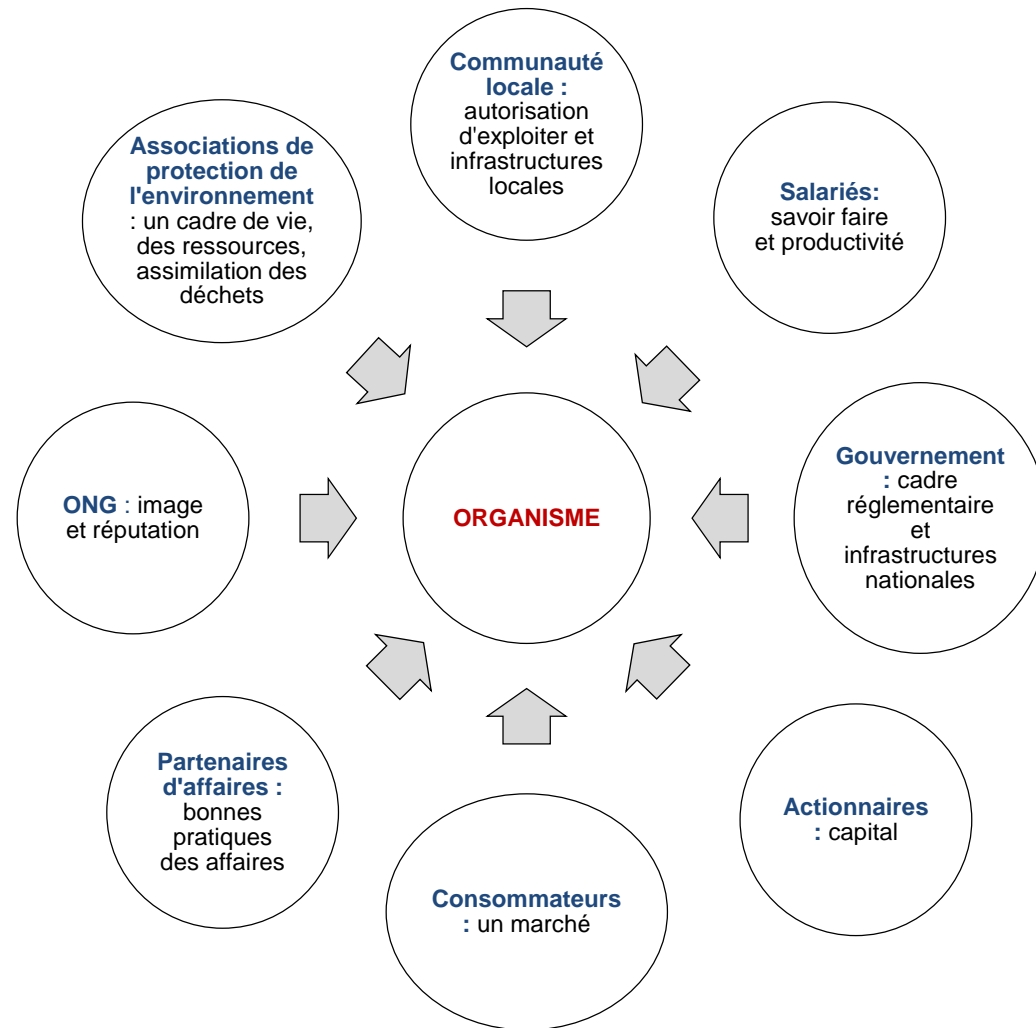 Communauté
locale :
autorisation
d'exploiter et
infrastructures
locales
Salariés:
savoir faire
et productivité
Gouvernement
: cadre
réglementaire
et
infrastructures
nationales
Actionnaires
: capital
Consommateurs
: un marché
Partenaires
d'affaires :
bonnes
pratiques
des affaires
ONG : image
et réputation
Associations de
protection de
l'environnement
: un cadre de vie,
des ressources,
assimilation des
déchets
ORGANISME